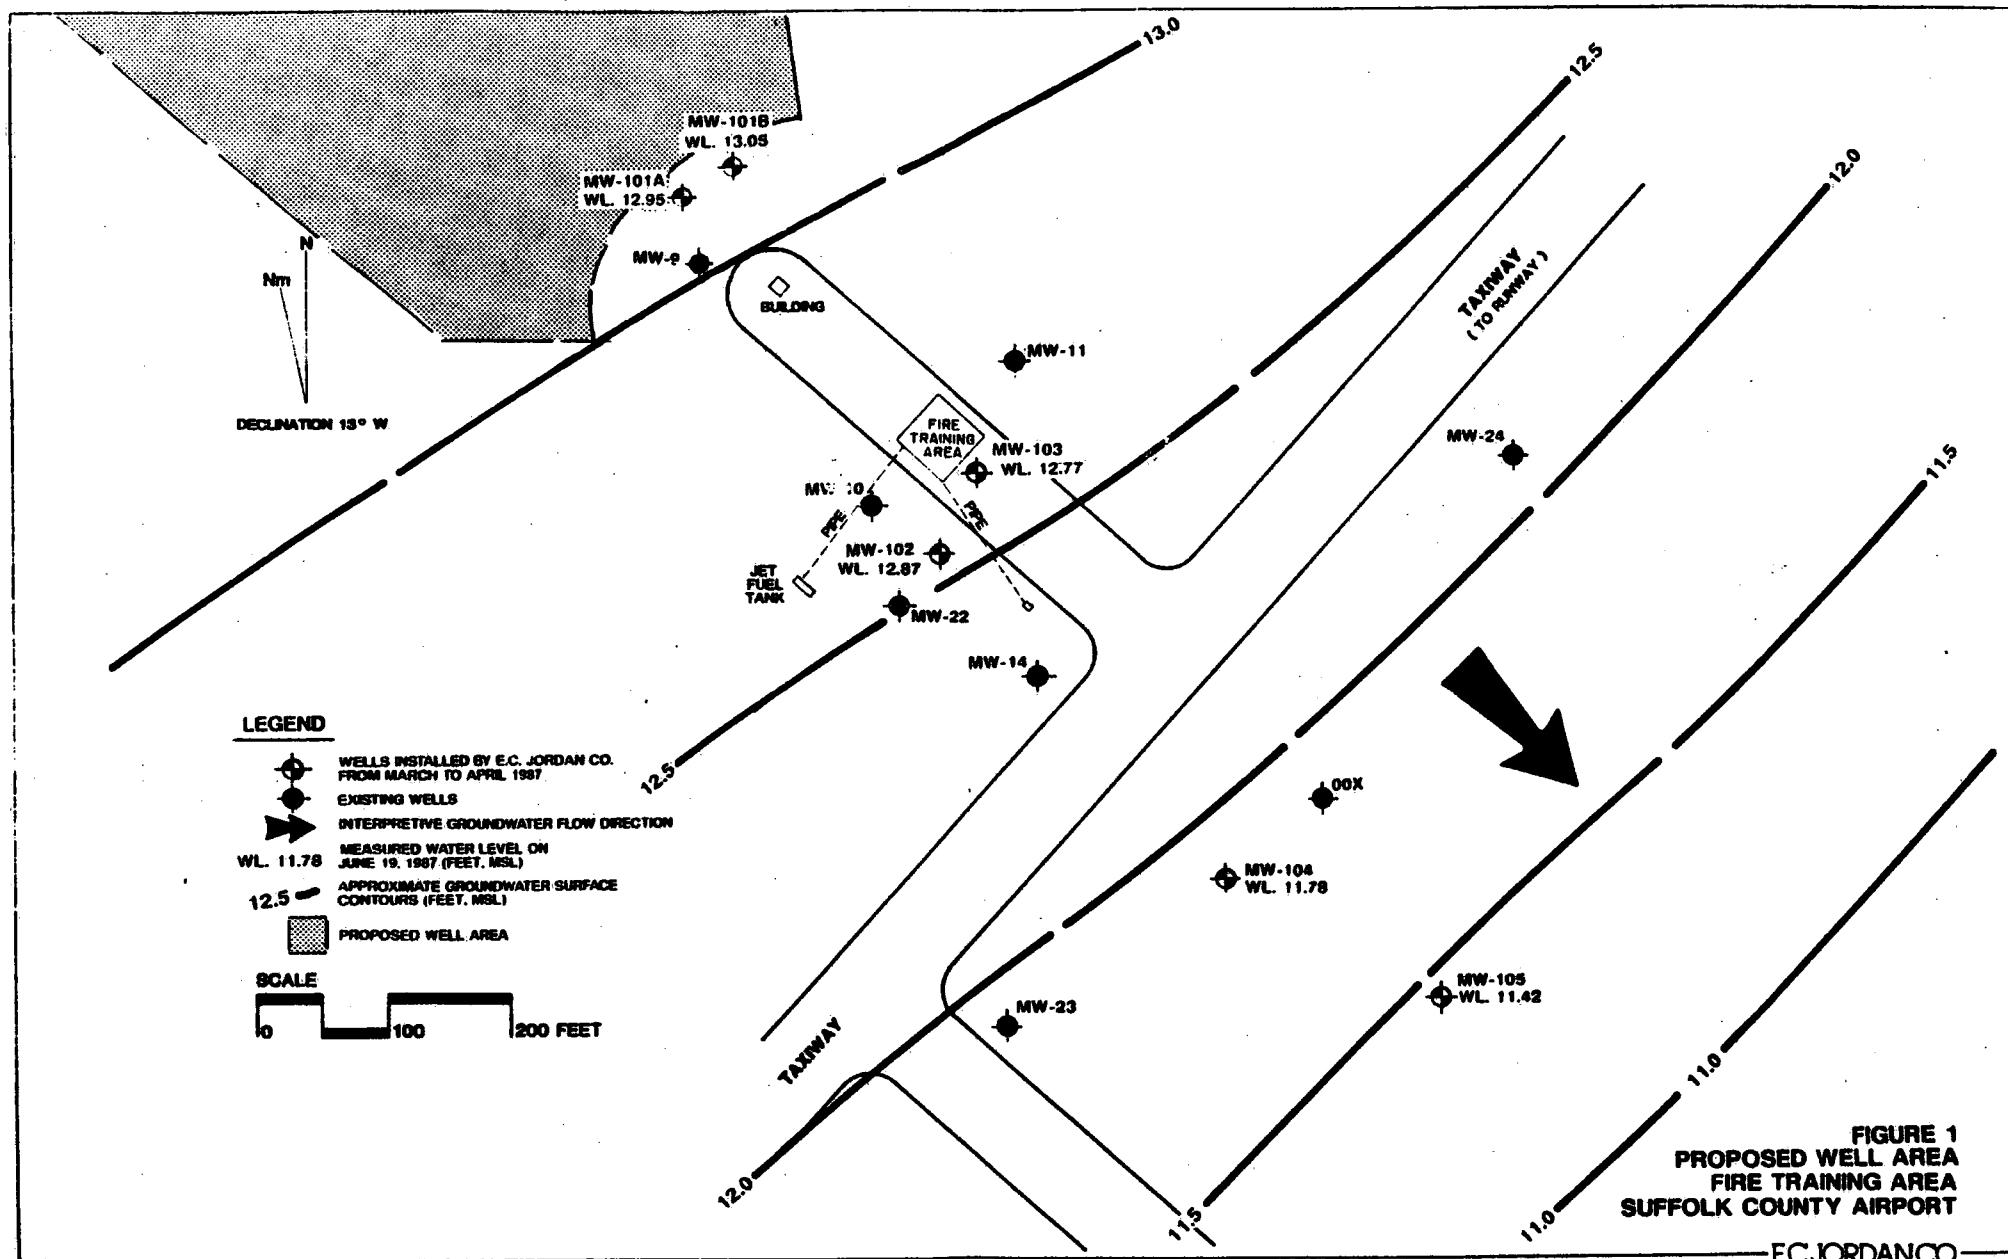 13.0
12.5
MW-101B
WL. 13.05
12.0
MW-101A
WL. 12.95
N
MW-9
Nm
TAXIWAY
( TO RUNWAY )
BUILDING
MW-11
DECLINATION 13° W
FIRE
TRAINING
AREA
MW-103
WL. 12.77
MW-24
11.5
PIPE
PIPE
MW-102
WL. 12.87
JET
FUEL
TANK
MW-22
MW-14
LEGEND
WELLS INSTALLED BY E.C. JORDAN CO.
FROM MARCH TO APRIL 1987
12.5
EXISTING WELLS
00X
INTERPRETIVE GROUNDWATER FLOW DIRECTION
WL. 11.78 MEASURED WATER LEVEL ON
JUNE 19, 1987 (FEET, MSL)
MW-104
WL. 11.78
12.5 APPROXIMATE GROUNDWATER SURFACE
CONTOURS (FEET, MSL)
PROPOSED WELL AREA
SCALE
0 100 200 FEET
MW-105
WL. 11.42
MW-23
TAXIWAY
11.0
12.0
11.5
11.0
FIGURE 1
PROPOSED WELL AREA
FIRE TRAINING AREA
SUFFOLK COUNTY AIRPORT
E.C.JORDAN CO